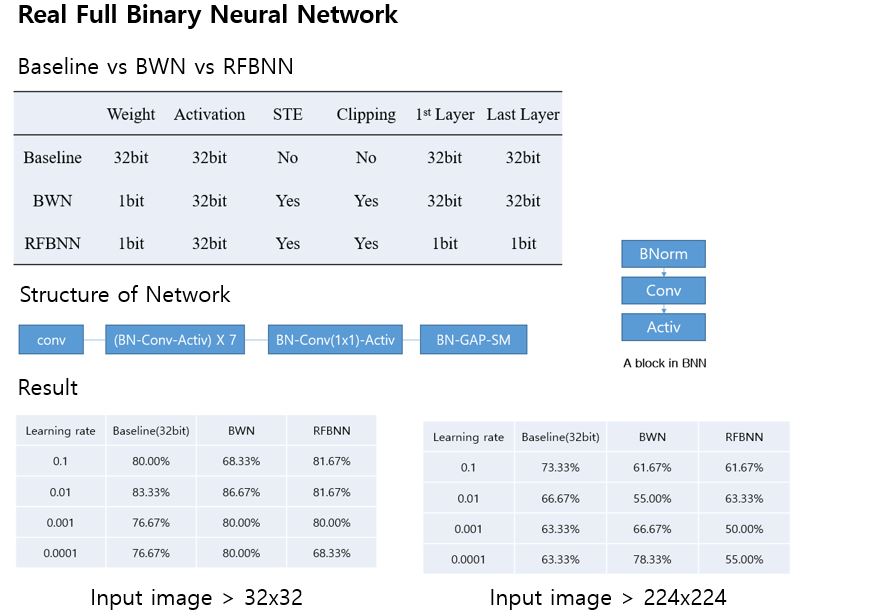 Real Full Binary Neural Network
Baseline vs BWN vs RFBNN
Weight Activation STE Clipping 1st Layer Last Layer
Baseline 32bit 32bit No No 32bit 32bit
BWN 1bit 32bit Yes Yes 32bit 32bit
RFBNN 1bit 32bit Yes Yes 1bit 1bit
BNorm
Conv
Activ
A block in BNN
Structure of Network
conv (BN-Conv-Activ) X 7 BN-Conv(1x1)-Activ BN-GAP-SM
Result
Learning rate Baseline(32bit) BWN RFBNN
0.1 80.00% 68.33% 81.67%
0.01 83.33% 86.67% 81.67%
0.001 76.67% 80.00% 80.00%
0.0001 76.67% 80.00% 68.33%
Input image > 32x32
Learning rate Baseline(32bit) BWN RFBNN
0.1 73.33% 61.67% 61.67%
0.01 66.67% 55.00% 63.33%
0.001 63.33% 66.67% 50.00%
0.0001 63.33% 78.33% 55.00%
Input image > 224x224